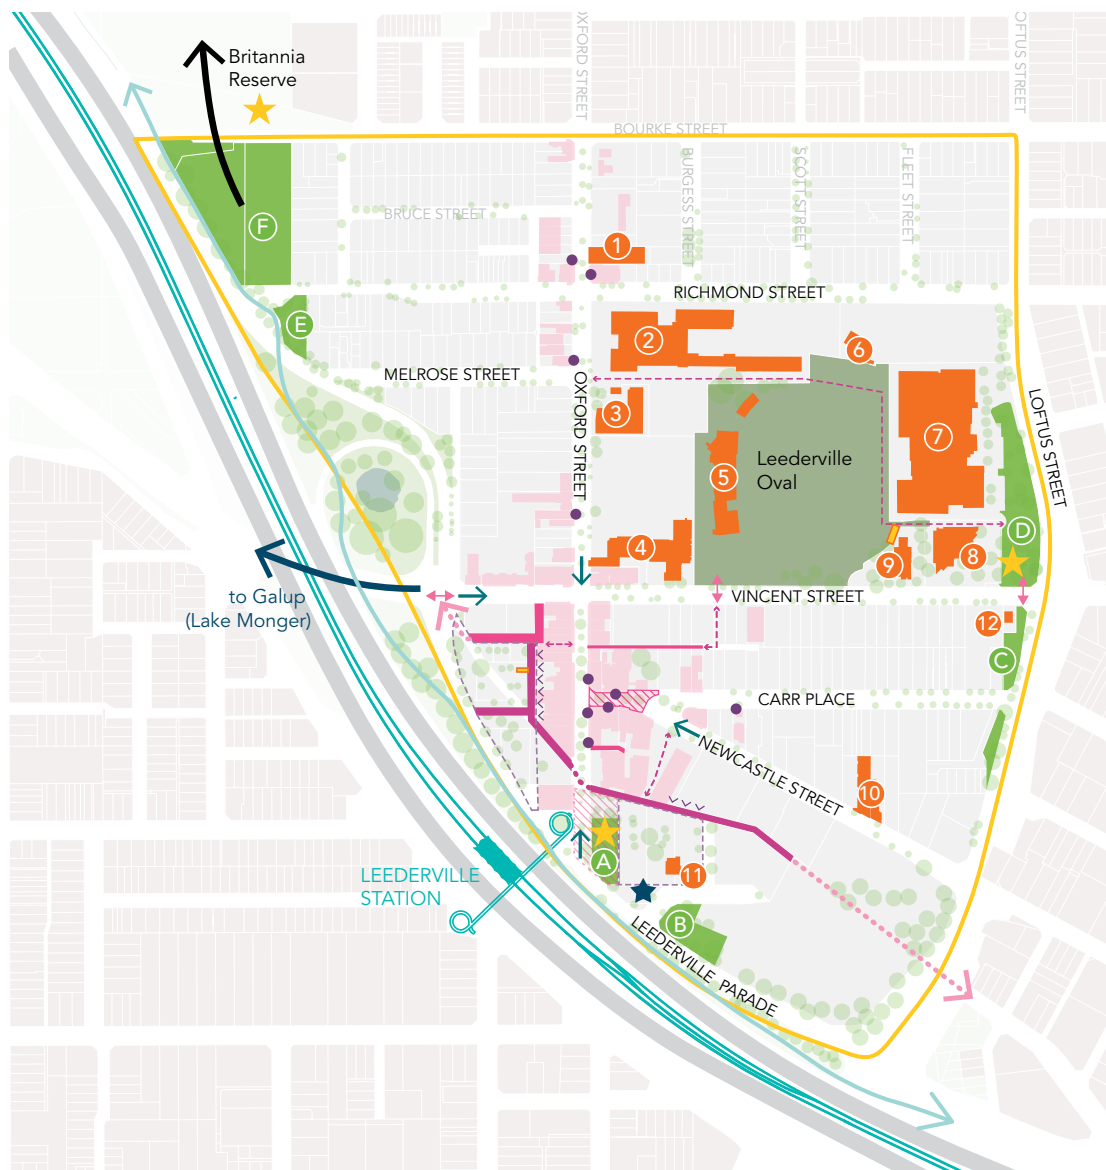 OXFORD STREET
LOFTUS STREET
Britannia
Reserve
BOURKE STREET
BURGESS STREET
SCOTT STREET
FLEET STREET
BRUCE STREET
F
1
RICHMOND STREET
E
2
6
MELROSE STREET
OXFORD STREET
3
7
LOFTUS STREET
Leederville
Oval
5
D
4
9
8
to Galup
(Lake Monger)
VINCENT STREET
12
C
CARR PLACE
NEWCASTLE STREET
10
A
11
LEEDERVILLE
STATION
B
LEEDERVILLE PARADE